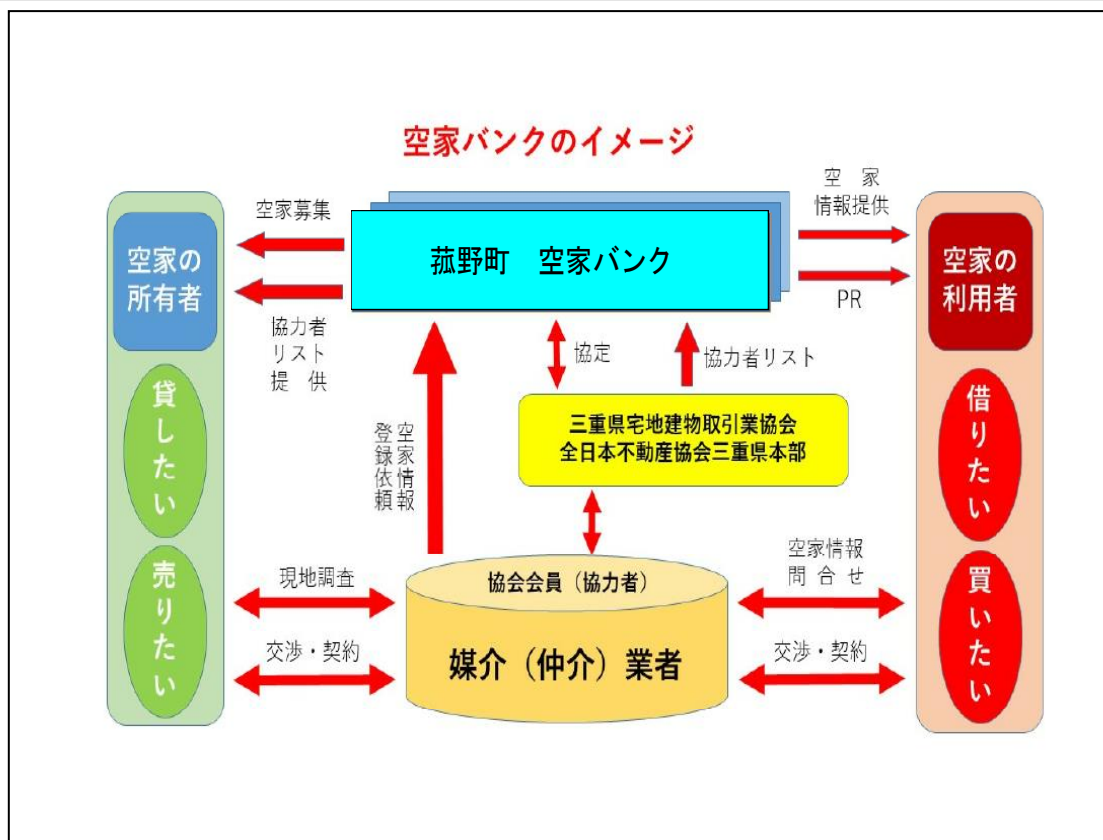 空家バンクのイメージ
空家募集
空　家
情報提供
菰野町　空家バンク
空家の
所有者
空家の
利用者
協力者
リスト
提　供
PR
協定
協力者リスト
貸したい
借りたい
三重県宅地建物取引業協会
全日本不動産協会三重県本部
空家情報
登録依頼
空家情報
問 合 せ
現地調査
協会会員（協力者）
売りたい
買いたい
交渉・契約
媒介（仲介）業者
交渉・契約